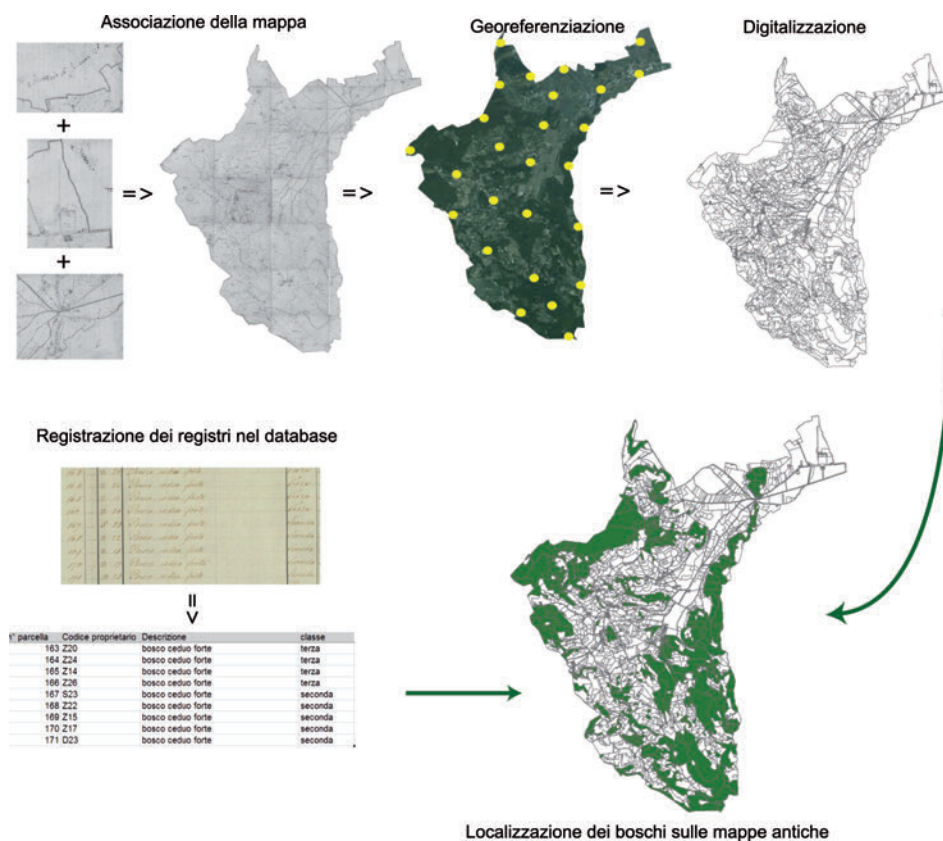 Associazione della mappa
Georeferenziazione
Digitalizzazione
+
=>
=>
=>
+
Registrazione dei registri nel database
=>
n° parcella Codice proprietario Descrizione classe
163 Z20 bosco ceduo forte terza
164 Z24 bosco ceduo forte terza
165 Z14 bosco ceduo forte terza
166 Z26 bosco ceduo forte terza
167 S23 bosco ceduo forte seconda
168 Z22 bosco ceduo forte seconda
169 Z15 bosco ceduo forte seconda
170 Z17 bosco ceduo forte seconda
171 D23 bosco ceduo forte seconda
Localizzazione dei boschi sulle mappe antiche